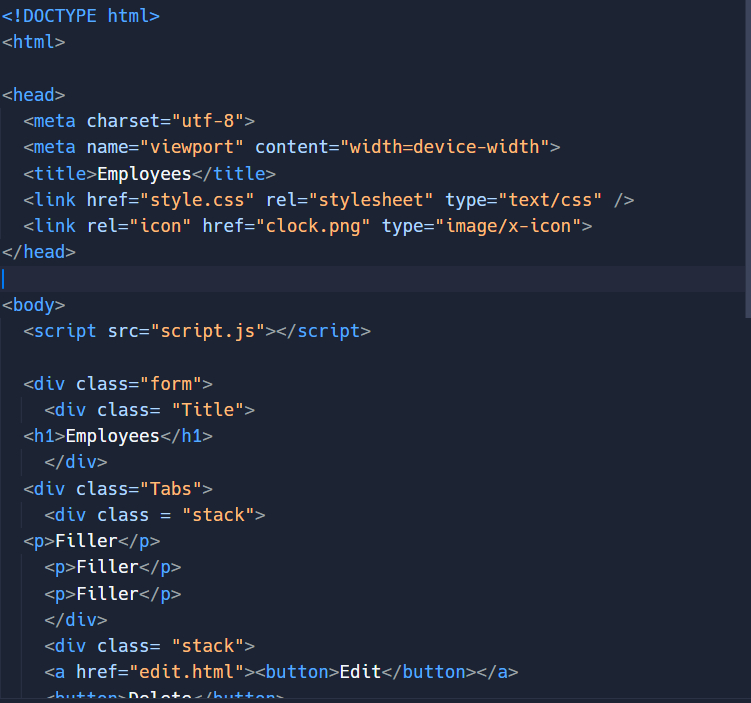 <!DOCTYPE html>
<html>
<head>
<meta charset="utf-8">
<meta name="viewport" content="width=device-width">
<title>Employees</title>
<link href="style.css" rel="stylesheet" type="text/css" />
<link rel="icon" href="clock.png" type="image/x-icon">
</head>
<body>
<script src="script.js"></script>
<div class="form">
<div class= "Title">
<h1>Employees</h1>
</div>
<div class="Tabs">
<div class = "stack">
<p>Filler</p>
<p>Filler</p>
<p>Filler</p>
</div>
<div class= "stack">
<a href="edit.html"><button>Edit</button></a>
<button>Delete</button>